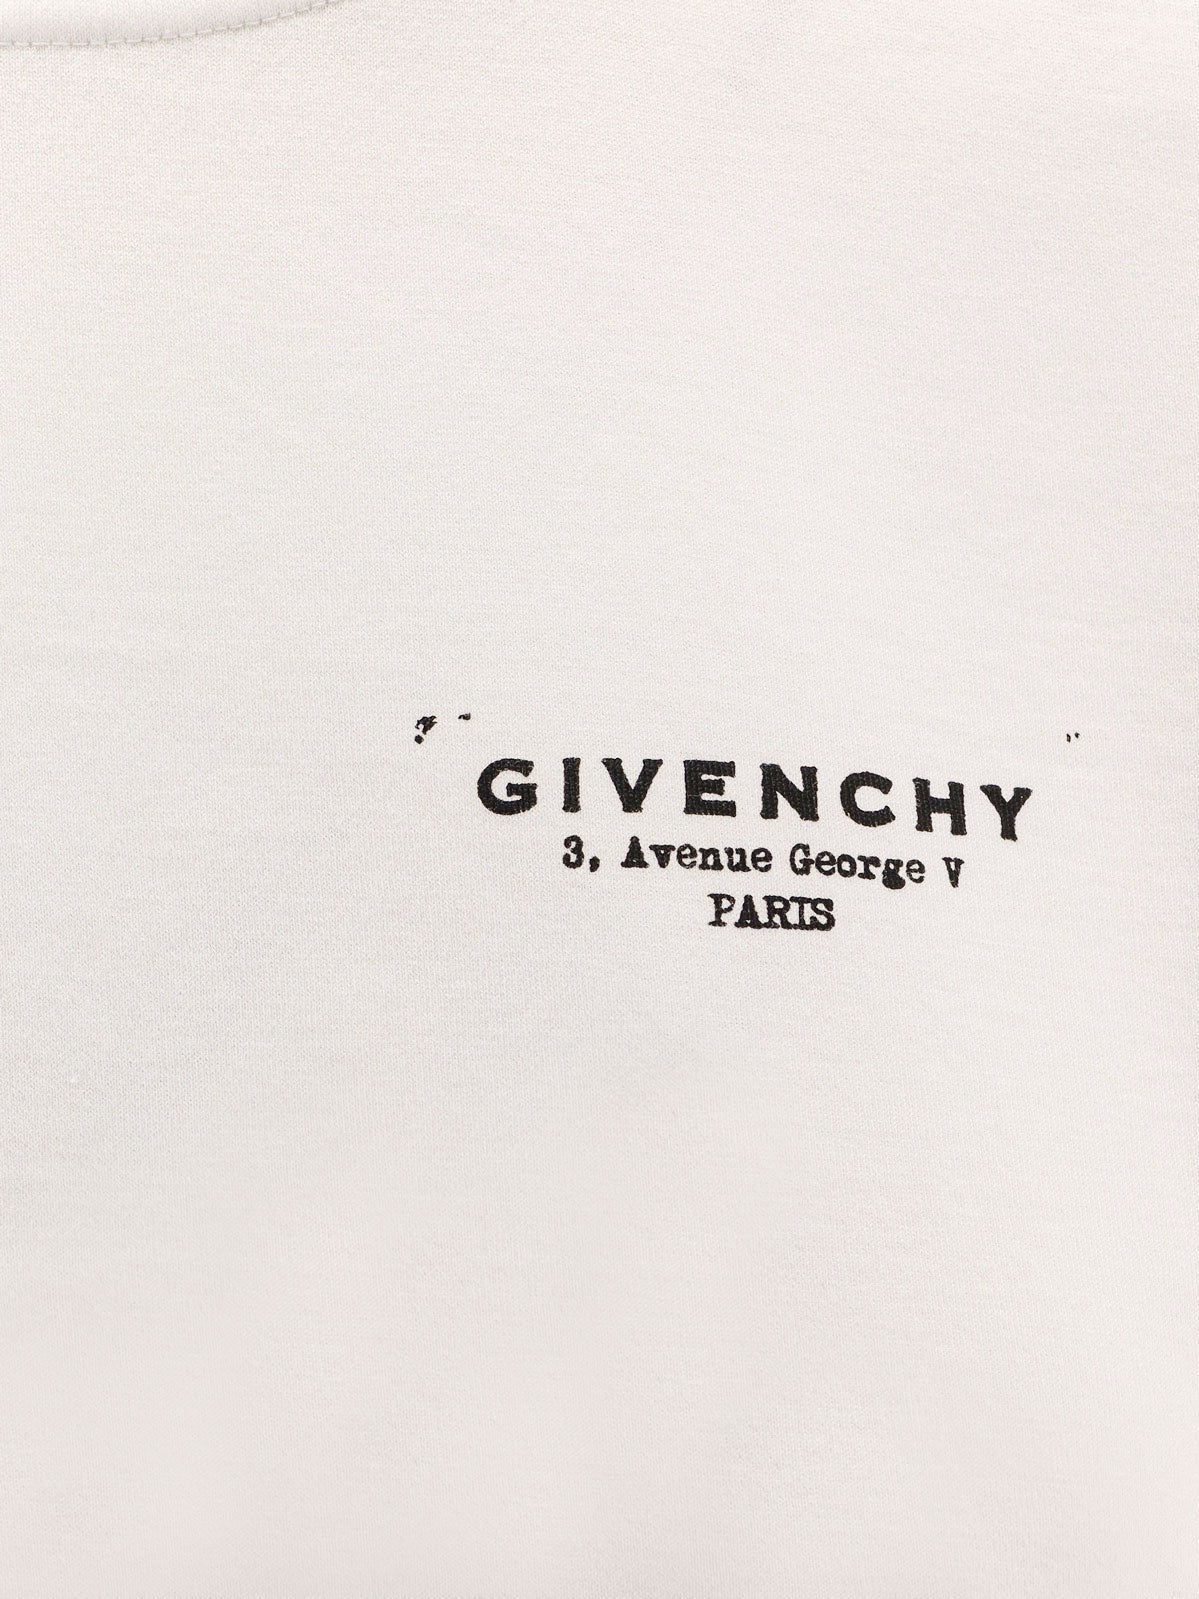 GIVENCHY
3, Avenue George V
PARIS